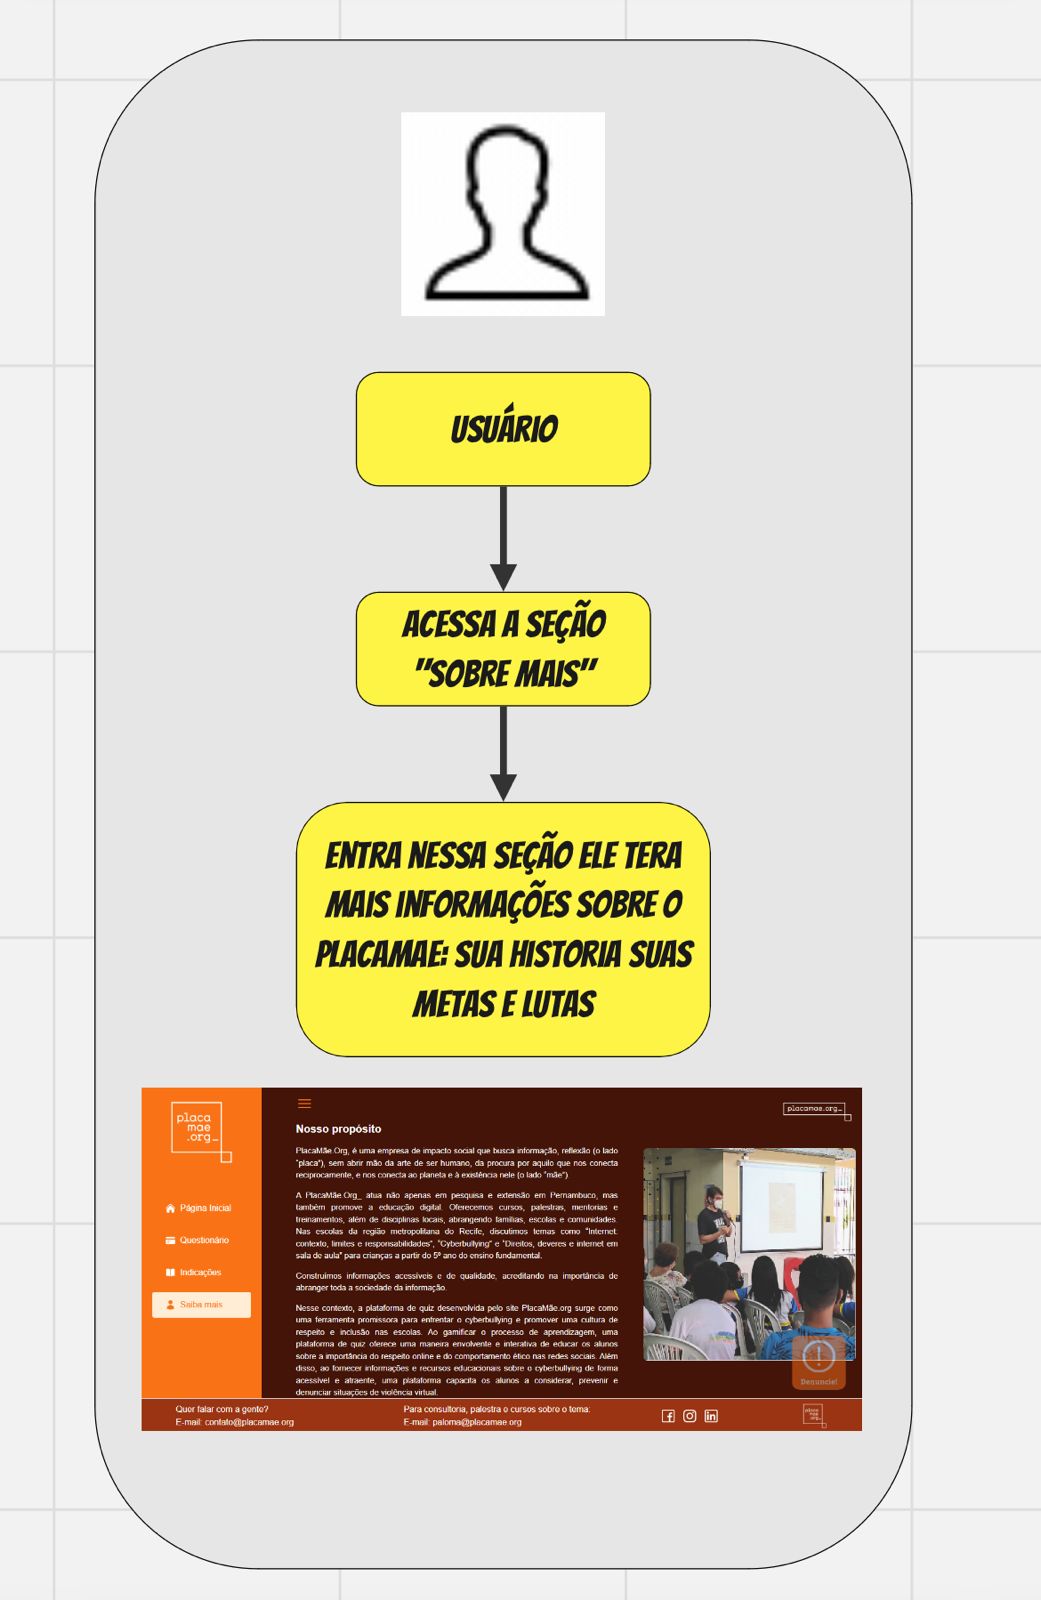 USUÁRIO
ACESSA A SEÇÃO
"SOBRE MAIS"
ENTRA NESSA SEÇÃO ELE TERA
MAIS INFORMAÇÕES SOBRE O
PLACAMAE: SUA HISTORIA SUAS
METAS E LUTAS
placa
mae
.org_
Página Inicial
Questionário
Indicações
Saiba mais
placamae.org_
Nosso propósito
PlacaMãe.Org, é uma empresa de impacto social que busca informação, reflexão (o lado
"placa"), sem abrir mão da arte de ser humano, da procura por aquilo que nos conecta
reciprocamente, e nos conecta ao planeta e à existência nele (o lado "mãe").
A PlacaMãe.Org_ atua não apenas em pesquisa e extensão em Pernambuco, mas
também promove a educação digital. Oferecemos cursos, palestras, mentorias e
treinamentos, além de disciplinas locais, abrangendo famílias, escolas e comunidades.
Nas escolas da região metropolitana do Recife, discutimos temas como "Internet:
contexto, limites e responsabilidades", "Cyberbullying" e "Direitos, deveres e internet em
sala de aula" para crianças a partir do 5º ano do ensino fundamental.
Construímos informações acessíveis e de qualidade, acreditando na importância de
abranger toda a sociedade da informação.
Nesse contexto, a plataforma de quiz desenvolvida pelo site PlacaMãe.org surge como
uma ferramenta promissora para enfrentar o cyberbullying e promover uma cultura de
respeito e inclusão nas escolas. Ao gamificar o processo de aprendizagem, uma
plataforma de quiz oferece uma maneira envolvente e interativa de educar os alunos
sobre a importância do respeito online e do comportamento ético nas redes sociais. Além
disso, ao fornecer informações e recursos educacionais sobre o cyberbullying de forma
acessível e atraente, uma plataforma capacita os alunos a considerar, prevenir e
denunciar situações de violência virtual.
Denuncie!
Quer falar com a gente?
E-mail: contato@placamae.org
Para consultoria, palestra e cursos sobre o tema:
E-mail: paloma@placamae.org
placa
mae
.org_